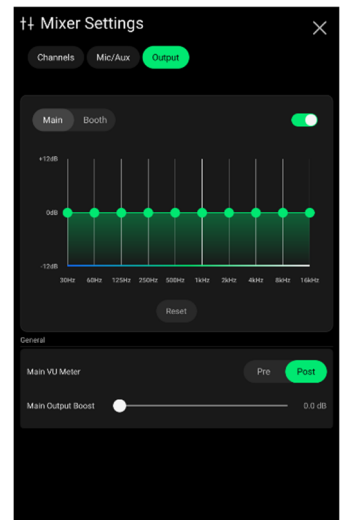 Mixer Settings
Channels Mic/Aux Output
Main Booth
+12dB
0dB
-12dB
30Hz 60Hz 125Hz 250Hz 500Hz 1kHz 2kHz 4kHz 8kHz 16kHz
Reset
General
Main VU Meter Pre Post
Main Output Boost 0.0 dB